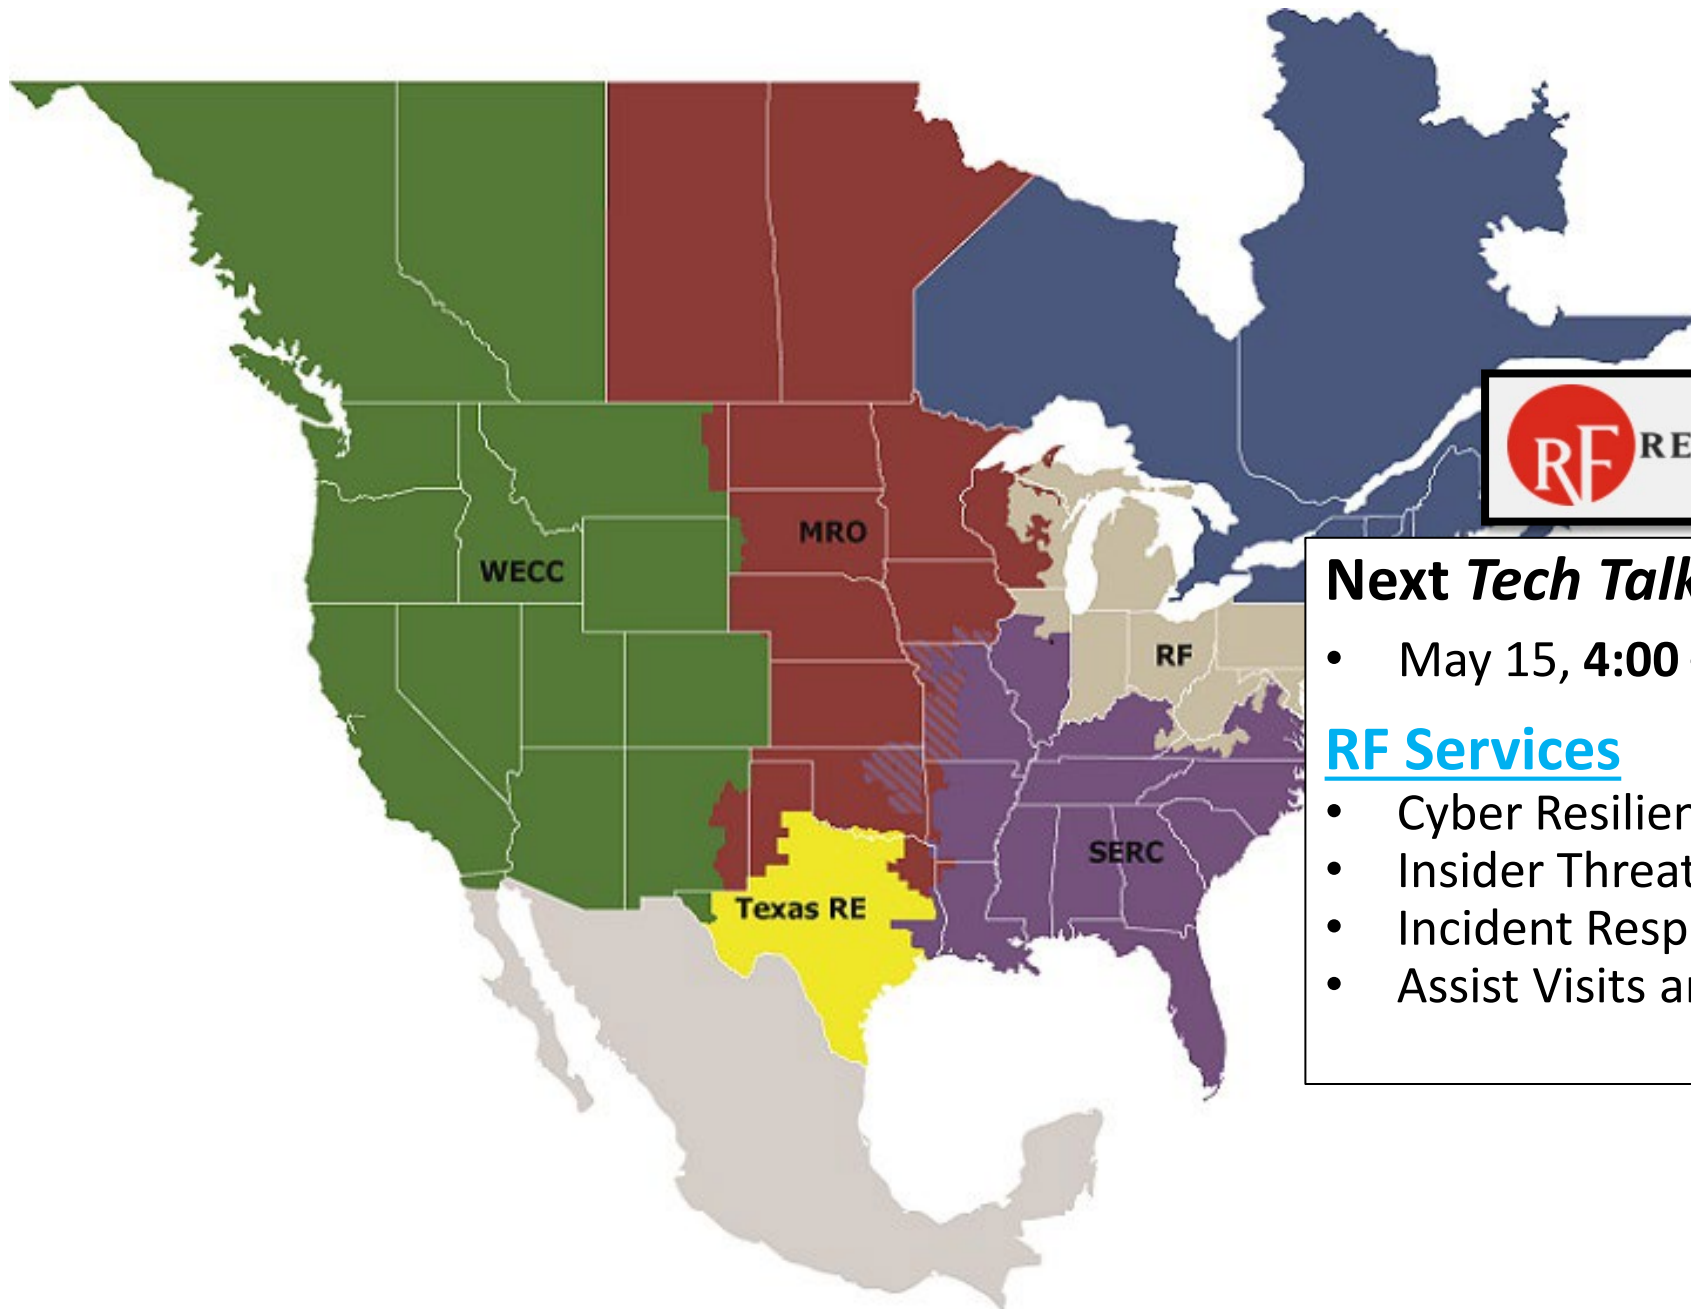 MRO
WECC
RF
SERC
Texas RE
RF RE
Next Tech Talk
• May 15, 4:00
RF Services
• Cyber Resilien
• Insider Threat
• Incident Resp
• Assist Visits a